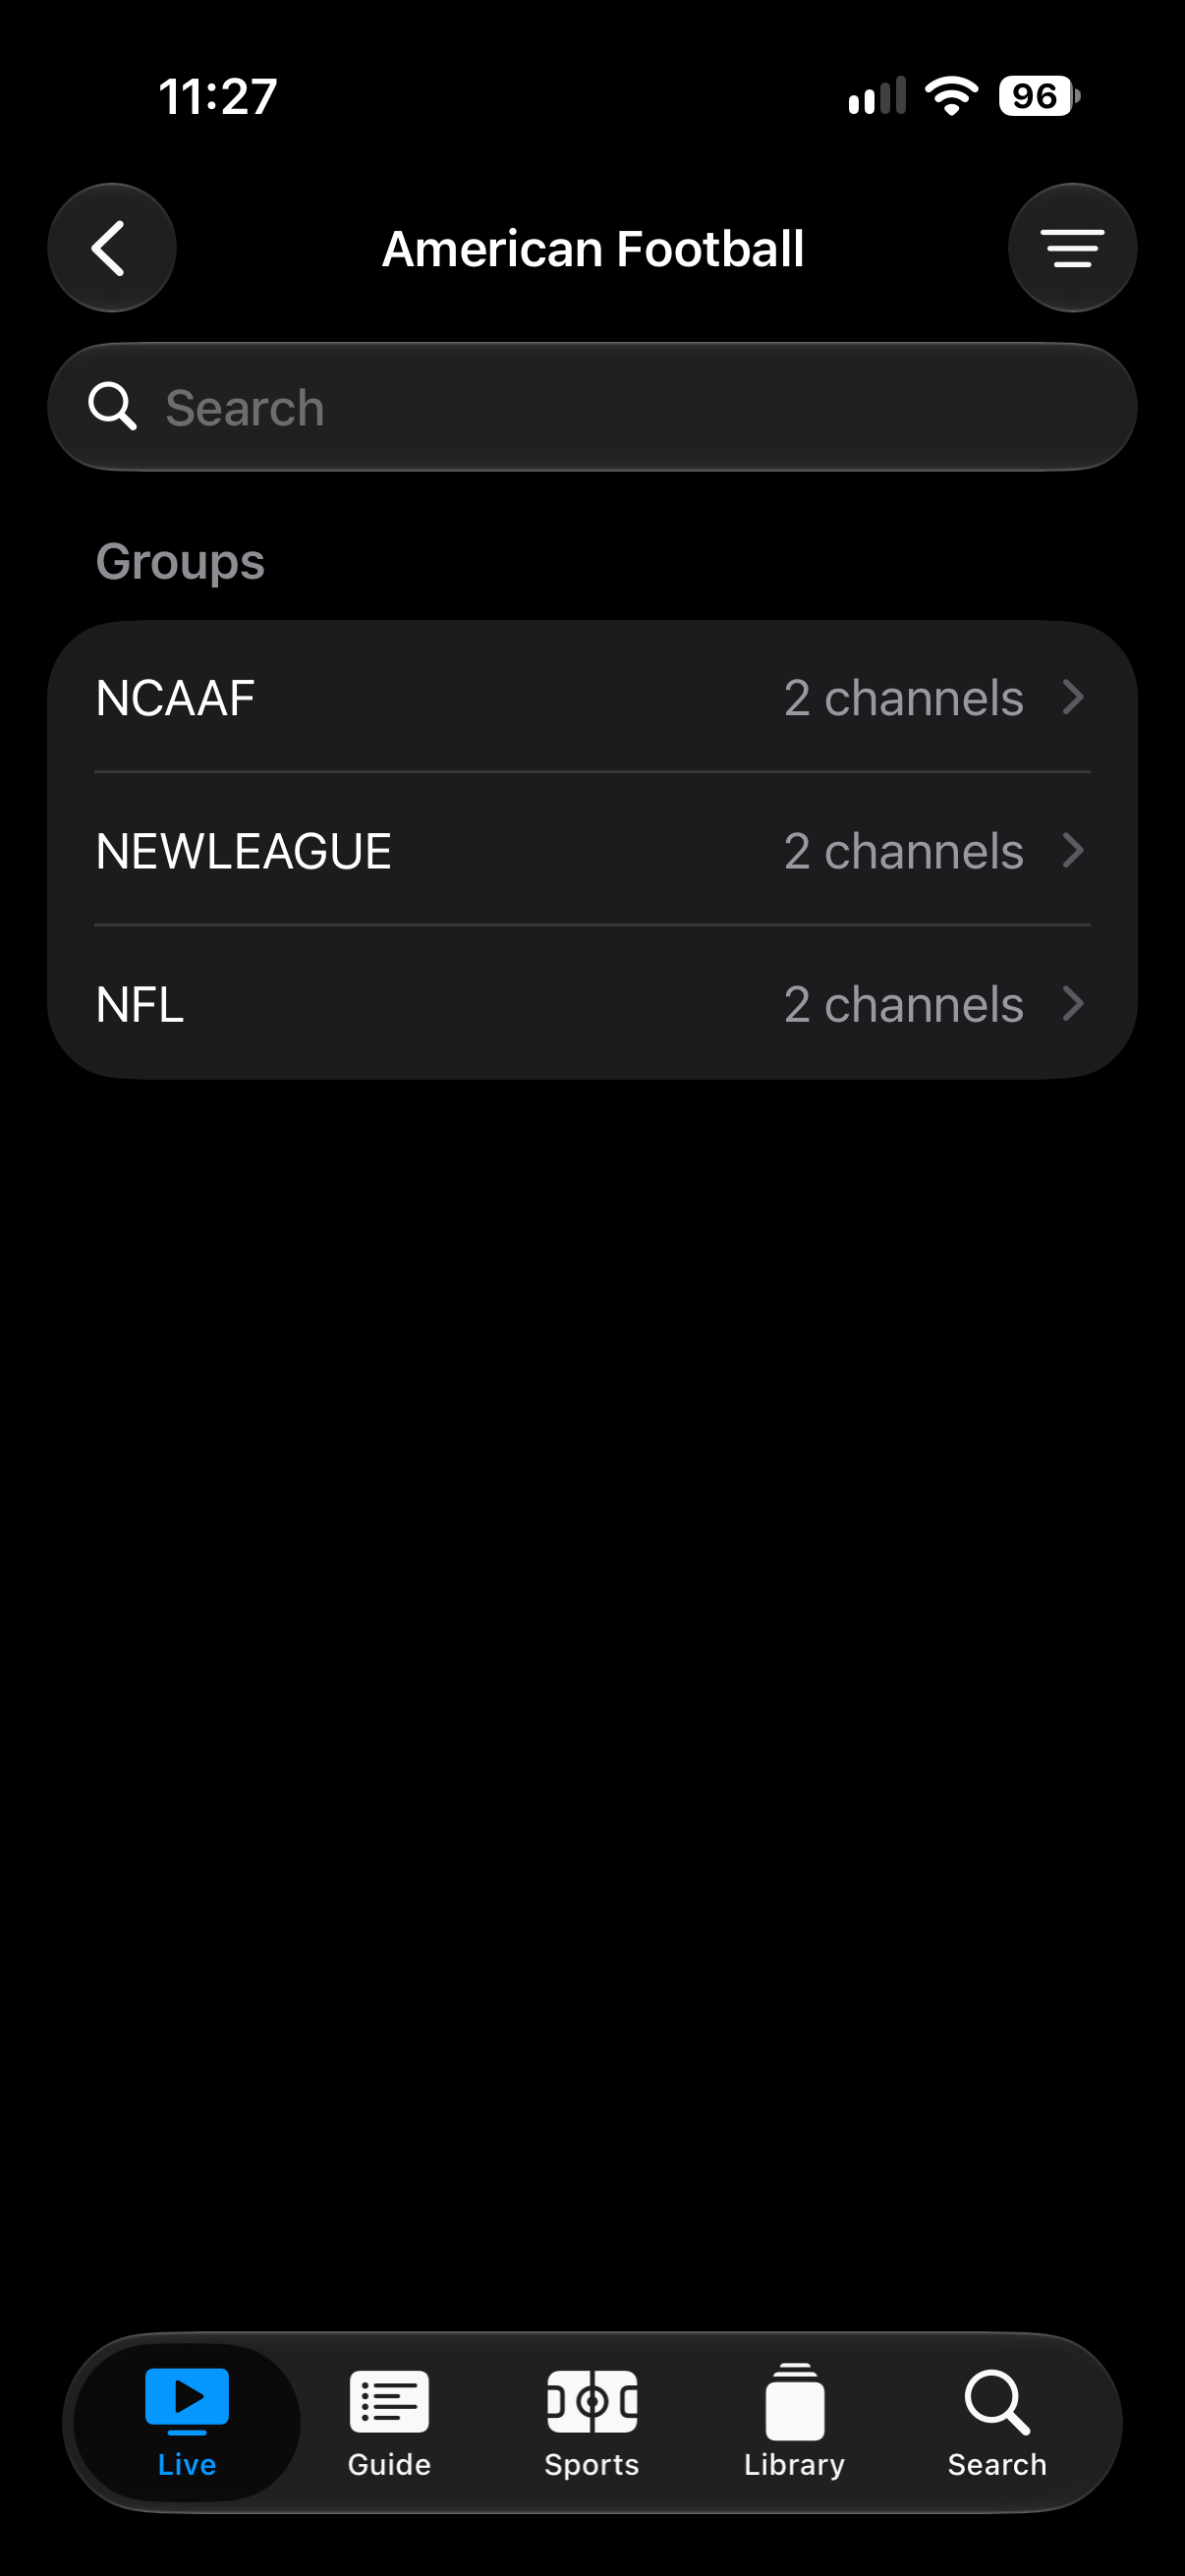 11:27
96
American Football
Search
Groups
NCAAF 2 channels
NEWLEAGUE 2 channels
NFL 2 channels
Live Guide Sports Library Search